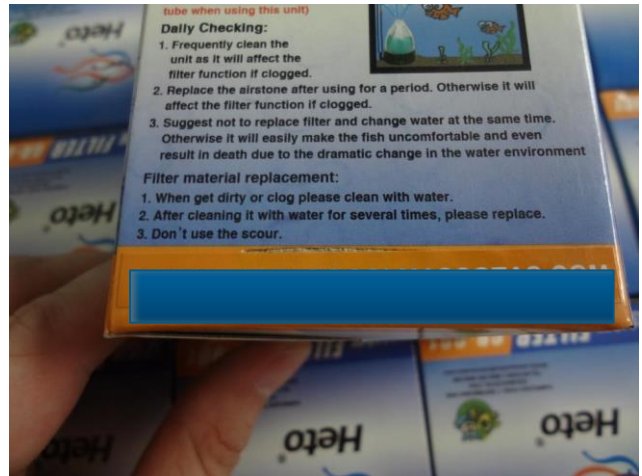 tube when using this unit)
Daily Checking:
1. Frequently clean the
unit as it will affect the
filter function if clogged.
2. Replace the airstone after using for a period. Otherwise it will
affect the filter function if clogged.
3. Suggest not to replace filter and change water at the same time.
Otherwise it will easily make the fish uncomfortable and even
result in death due to the dramatic change in the water environment
Filter material replacement:
1. When get dirty or clog please clean with water.
2. After cleaning it with water for several times, please replace.
3. Don't use the scour.
Heto
Heto
FILTER
Heto
Heto
Heto